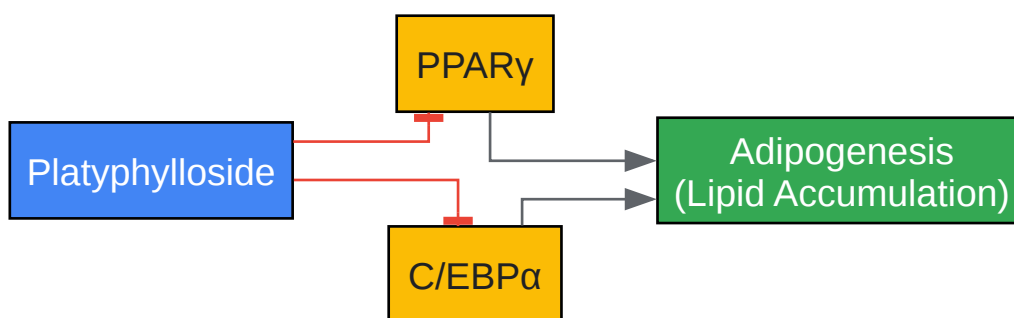 PPARγ
Platyphylloside
Adipogenesis
(Lipid Accumulation)
C/EBPα